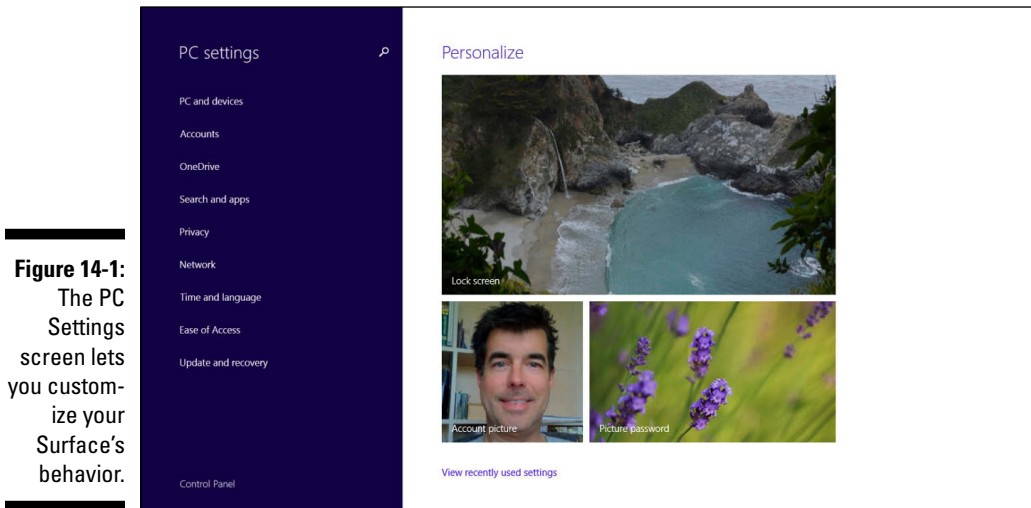 Figure 14-1:
The PC
Settings
screen lets
you custom-
ize your
Surface's
behavior.
PC settings
PC and devices
Accounts
OneDrive
Search and apps
Privacy
Network
Time and language
Ease of Access
Update and recovery
Control Panel
Personalize
Lock screen
Account picture
Picture password
View recently used settings